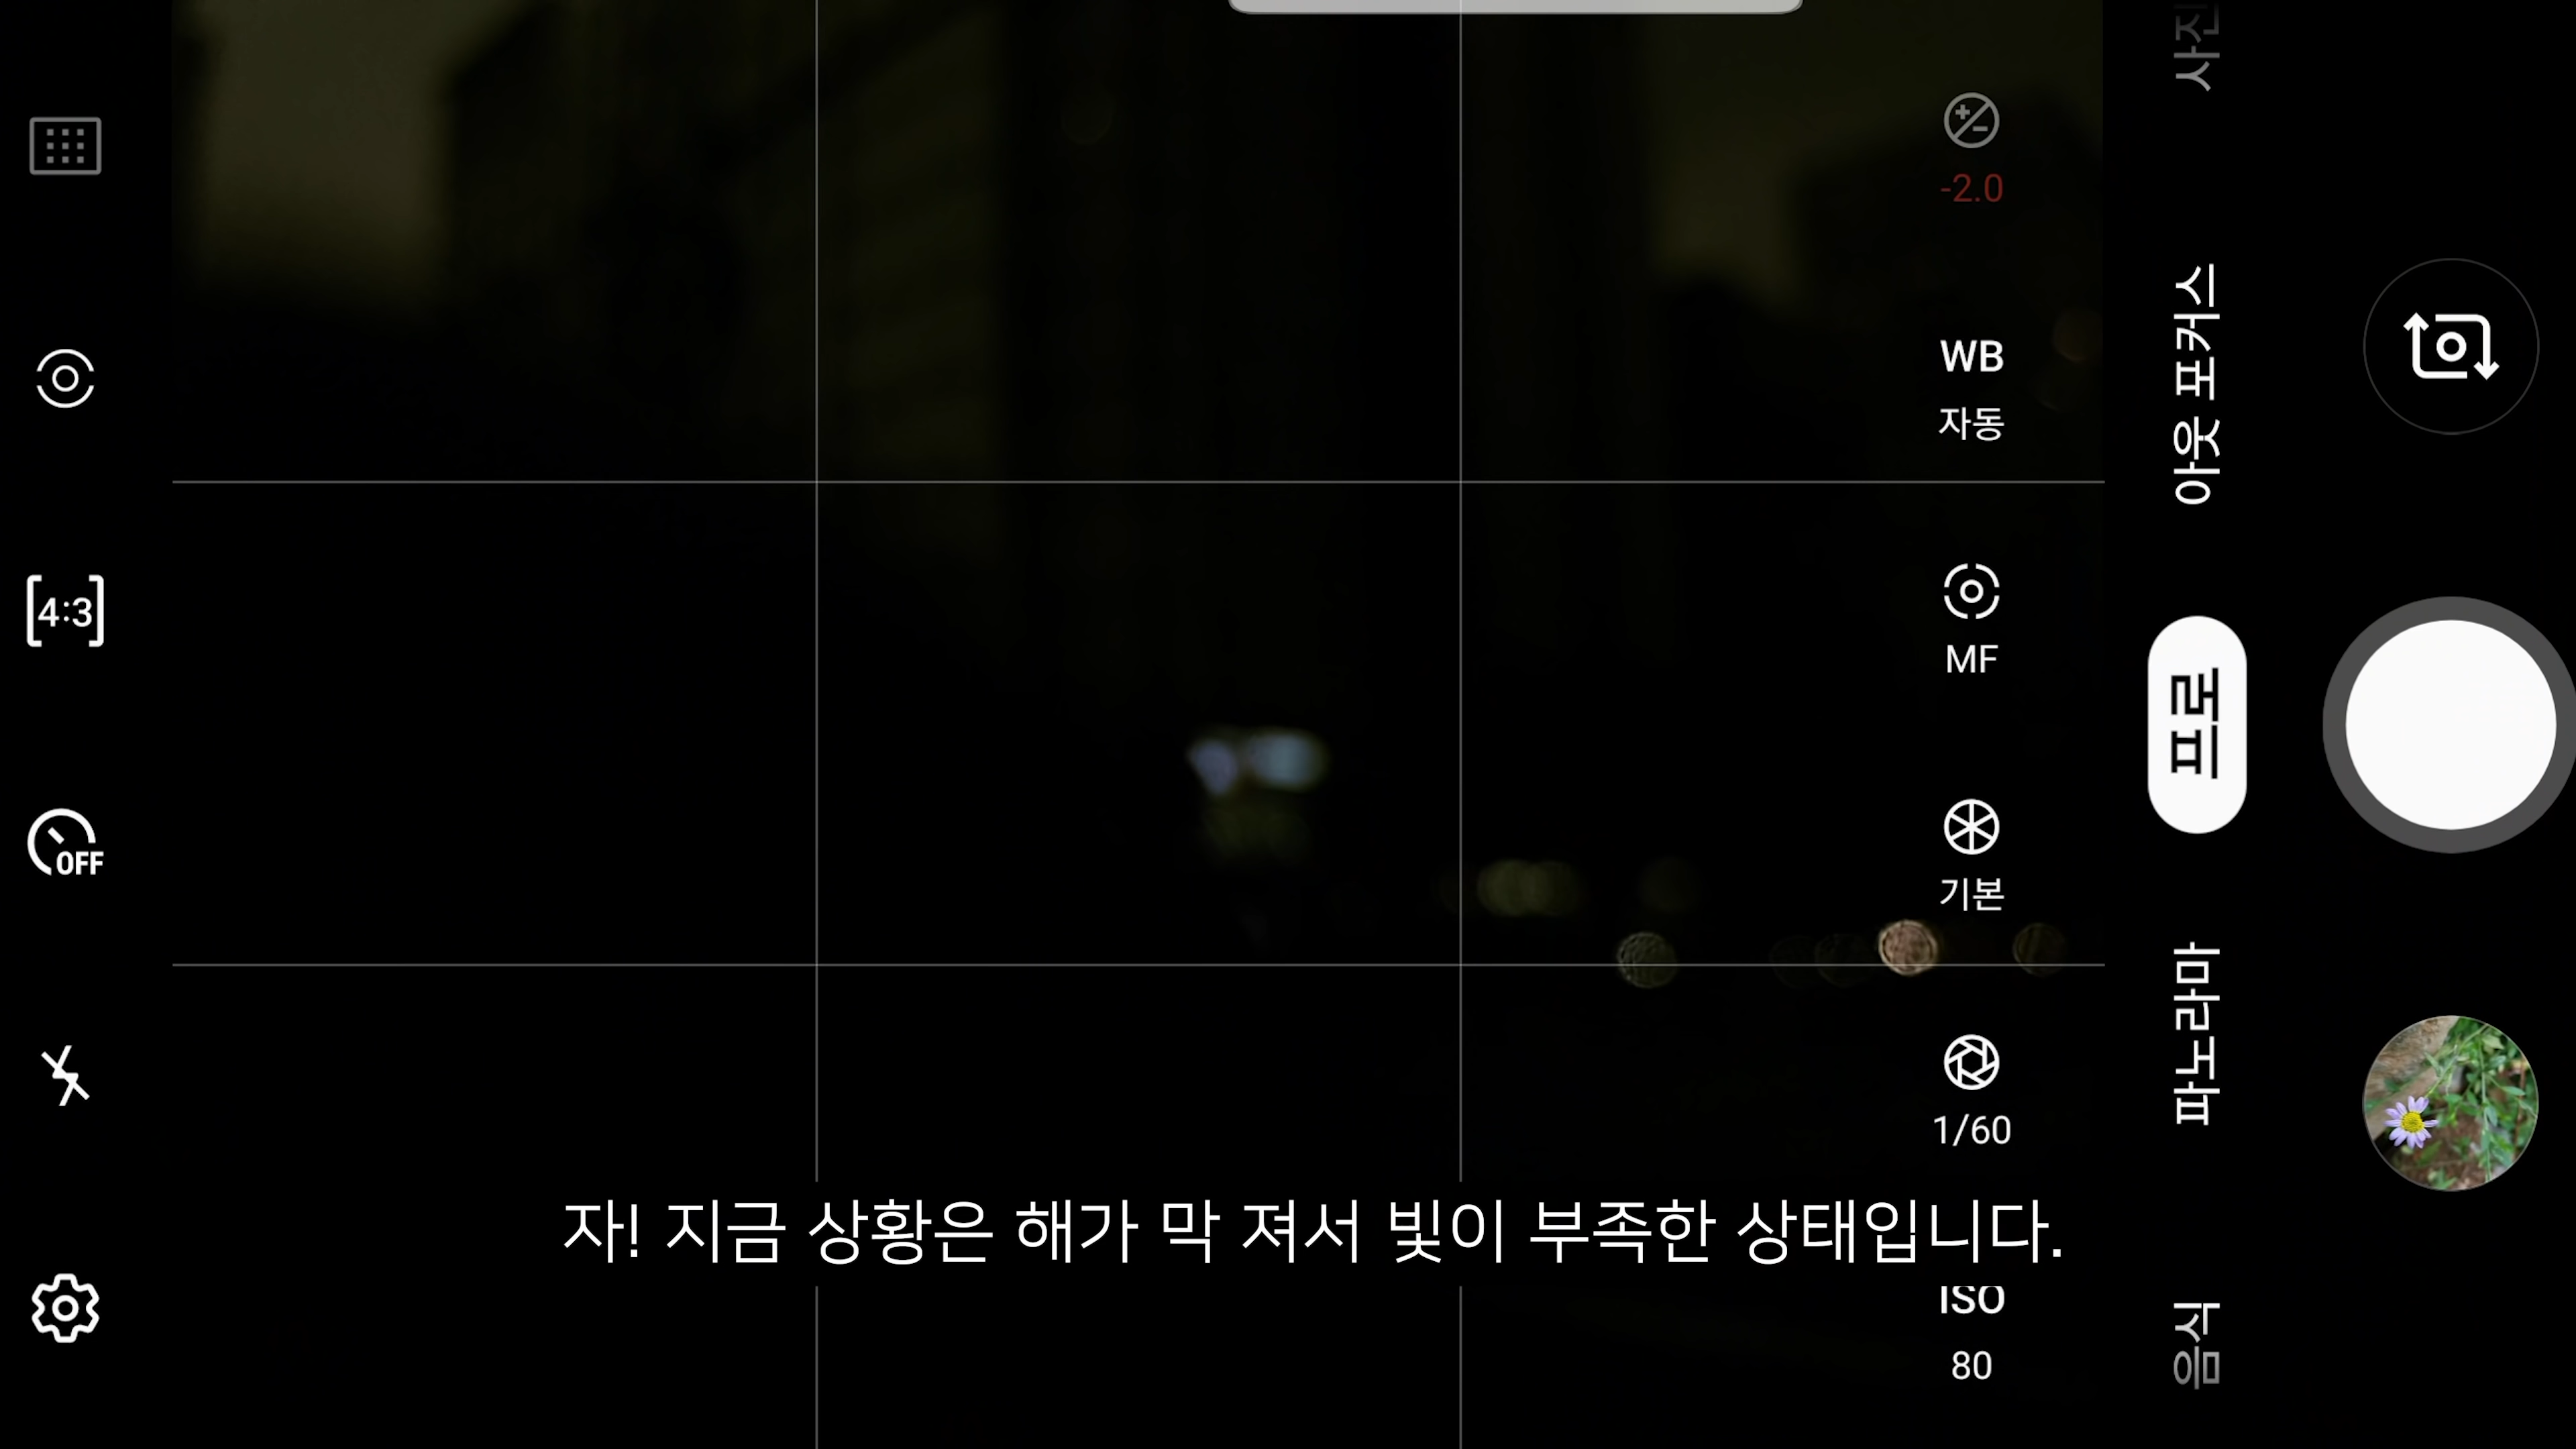 -2.0
WB
자동
MF
기본
1/60
ISO
80
[4:3]
OFF
사진
아웃 포커스
프로
파노라마
음식
자! 지금 상황은 해가 막 져서 빛이 부족한 상태입니다.